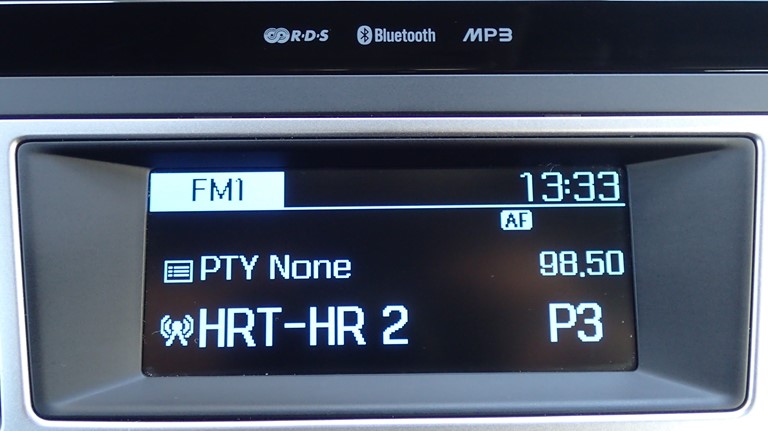 R·D·S Bluetooth MP3
FM1 13:33
AF
PTY None 98.50
HRT-HR 2 P3